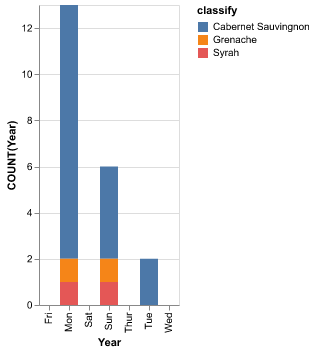 classify
Cabernet Sauvingnon
Grenache
Syrah
COUNT(Year)
12
10
8
6
4
2
0
Fri
Mon
Sat
Sun
Thur
Tue
Wed
Year